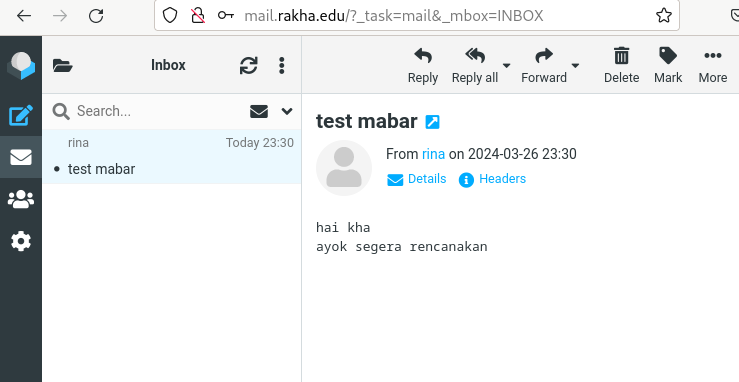 mail.rakha.edu/?_task=mail&_mbox=INBOX
Inbox
Reply
Reply all
Forward
Delete
Mark
More
Search...
rina
Today 23:30
test mabar
test mabar
From rina on 2024-03-26 23:30
Details
Headers
hai kha
ayok segera rencanakan